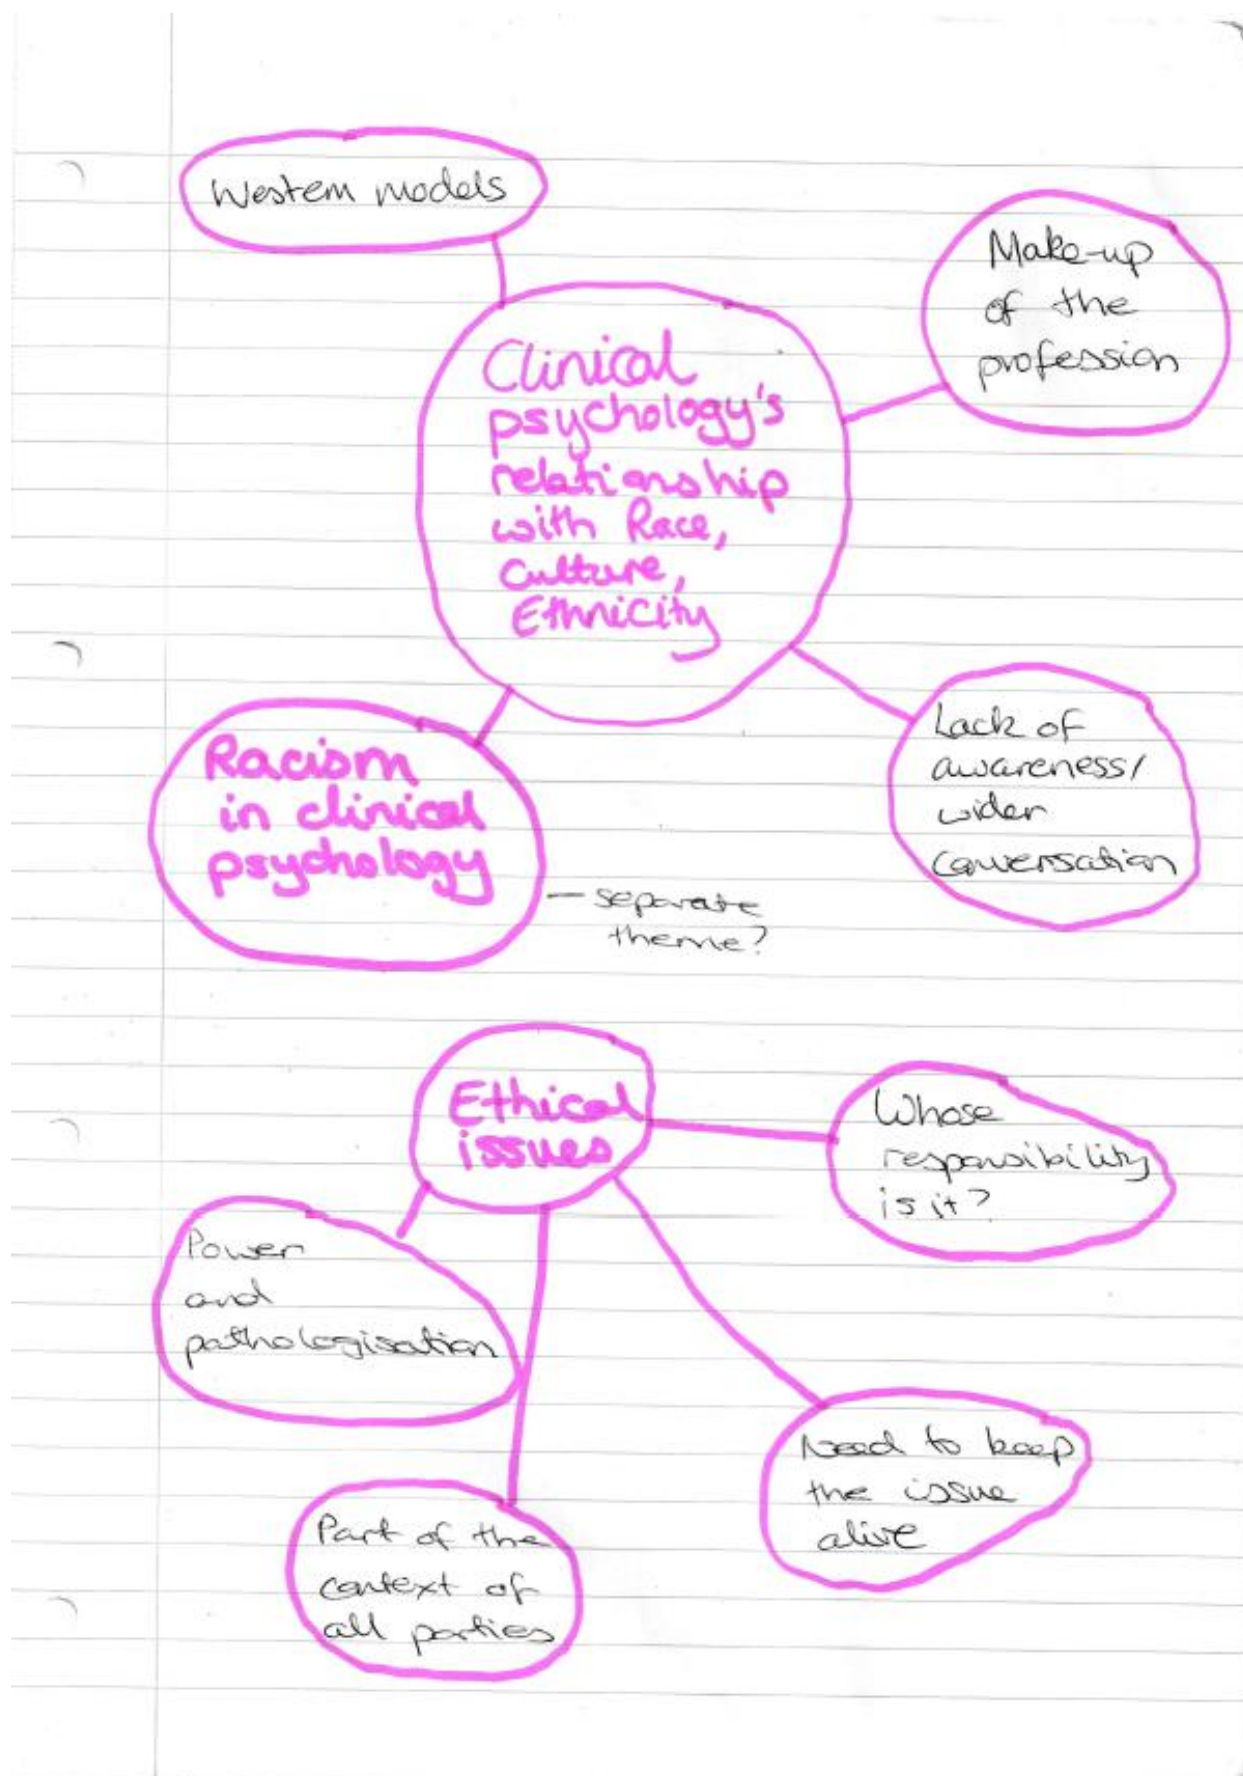 Western models
Make-up
of the
profession
Clinical
psychology's
relationship
with Race,
Culture,
Ethnicity
Racism
in clinical
psychology
— separate
theme?
Lack of
awareness/
wider
conversation
Ethical
issues
Whose
responsibility
is it?
Power
and
pathologisation
Need to keep
the issue
alive
Part of the
context of
all parties